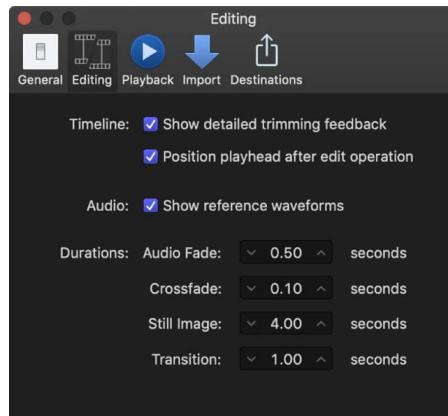 Editing
General Editing Playback Import Destinations
Timeline: Show detailed trimming feedback
Position playhead after edit operation
Audio: Show reference waveforms
Durations: Audio Fade: 0.50 seconds
Crossfade: 0.10 seconds
Still Image: 4.00 seconds
Transition: 1.00 seconds